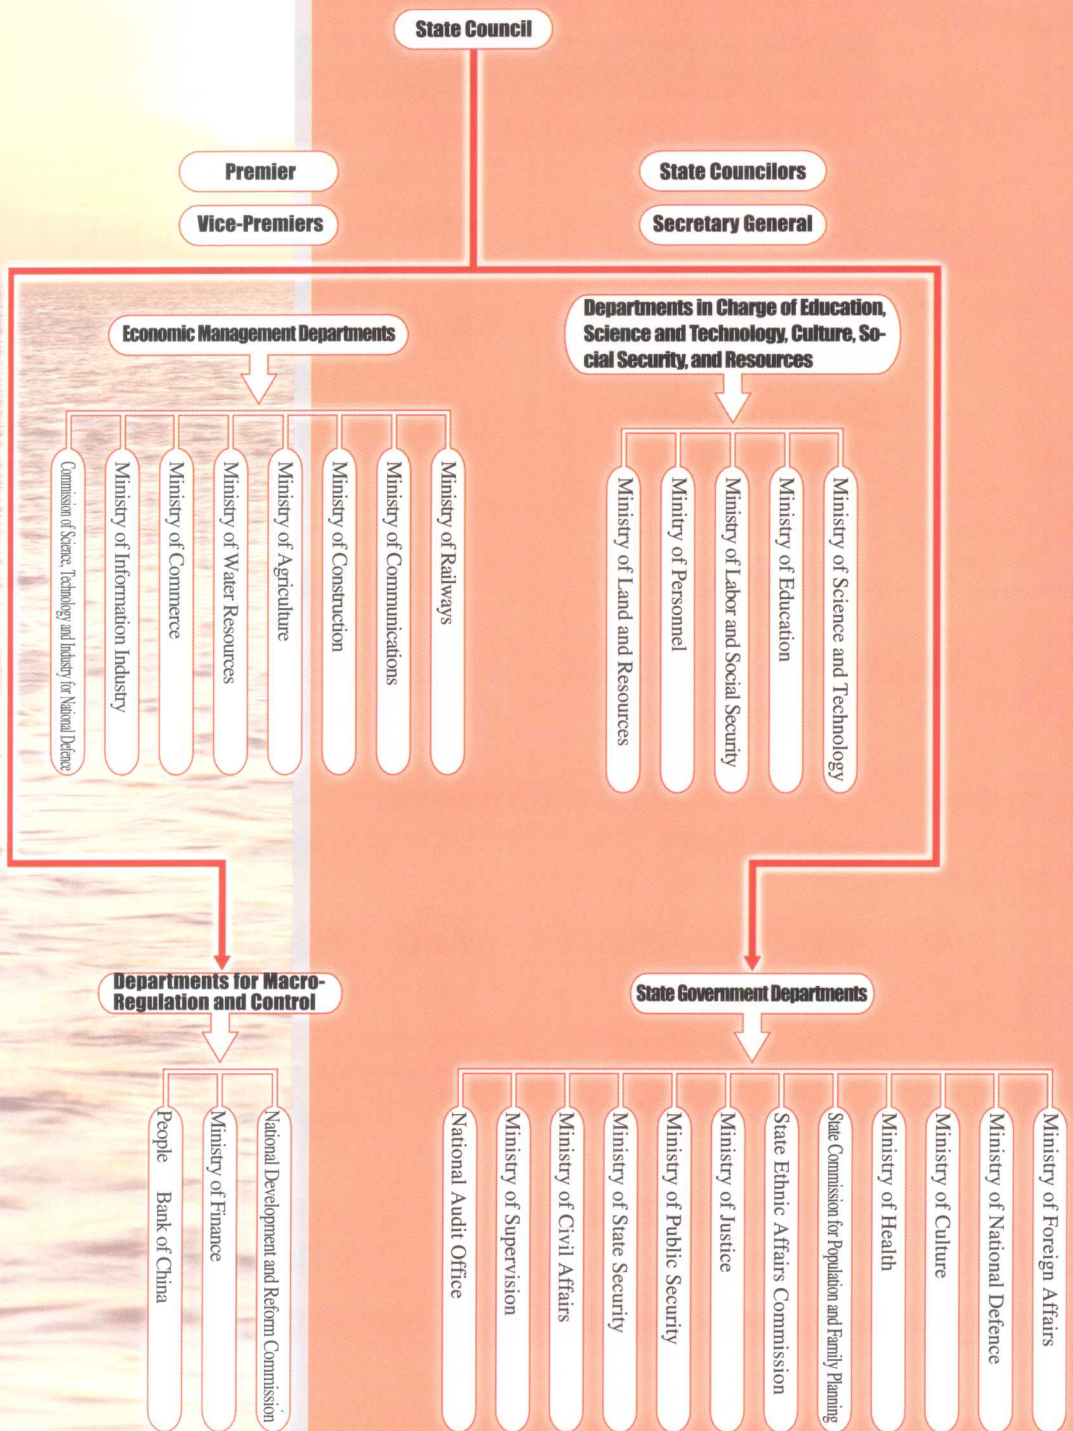 State Council
Premier
Vice-Premiers
State Councilors
Secretary General
Economic Management Departments
Commission of Science, Technology and Industry for National Defence
Ministry of Information Industry
Ministry of Commerce
Ministry of Water Resources
Ministry of Agriculture
Ministry of Construction
Ministry of Communications
Ministry of Railways
Departments in Charge of Education,
Science and Technology, Culture, So-
cial Security, and Resources
Ministry of Land and Resources
Minitry of Personnel
Ministry of Labor and Social Security
Ministry of Education
Ministry of Science and Technology
Departments for Macro-
Regulation and Control
People Bank of China
Ministry of Finance
National Development and Reform Commission
State Government Departments
National Audit Office
Ministry of Supervision
Ministry of Civil Affairs
Ministry of State Security
Ministry of Public Security
Ministry of Justice
State Ethnic Affairs Commission
State Commission for Population and Family Planning
Ministry of Health
Ministry of Culture
Ministry of National Defence
Ministry of Foreign Affairs